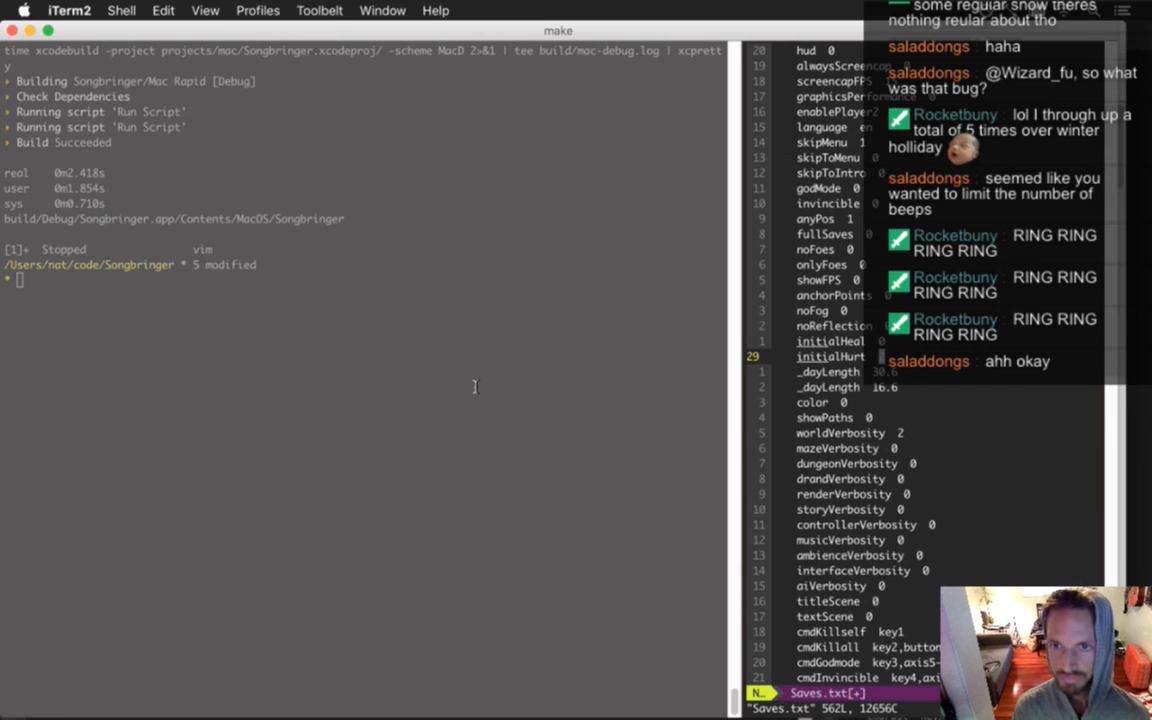 iTerm2 Shell Edit View Profiles Toolbelt Window Help
make
time xcodebuild -project projects/mac/Songbringer.xcodeproj/ -scheme MacD 2>&1 | tee build/mac-debug.log | xcprett
y
› Building Songbringer/Mac Rapid [Debug]
› Check Dependencies
› Running script 'Run Script'
› Running script 'Run Script'
› Build Succeeded
real 0m2.418s
user 0m1.854s
sys 0m0.710s
build/Debug/Songbringer.app/Contents/MacOS/Songbringer
[1]+ Stopped vim
/Users/nat/code/Songbringer * 5 modified
*
20 hud 0
19 alwaysScreencap
18 screencapFPS
17 graphicsPerformance
16 enablePlayer2
15 language en
14 skipMenu 1
13 skipToMenu 0
12 skipToIntro 0
11 godMode 0
10 invincible 0
9 anyPos 1
8 fullSaves 0
7 noFoes 0
6 onlyFoes 0
5 showFPS 0
4 anchorPoints 0
3 noFog 0
2 noReflection
1 initialHeal 0
29 initialHurt
1 _dayLength 30.6
2 _dayLength 16.6
3 color 0
4 showPaths 0
5 worldVerbosity 2
6 mazeVerbosity 0
7 dungeonVerbosity 0
8 drandVerbosity 0
9 renderVerbosity 0
10 storyVerbosity 0
11 controllerVerbosity 0
12 musicVerbosity 0
13 ambienceVerbosity 0
14 interfaceVerbosity 0
15 aiVerbosity 0
16 titleScene 0
17 textScene 0
18 cmdKillself key1
19 cmdKillall key2,button
20 cmdGodmode key3,axis5-
21 cmdInvincible key4,axi
N… Saves.txt[+]
"Saves.txt" 562L, 12656C
some regular snow theres
nothing reular about tho
saladdongs : haha
saladdongs : @Wizard_fu, so what
was that bug?
Rocketbuny : lol I through up a
total of 5 times over winter
holliday
saladdongs : seemed like you
wanted to limit the number of
beeps
Rocketbuny : RING RING
RING RING
Rocketbuny : RING RING
RING RING
Rocketbuny : RING RING
RING RING
saladdongs : ahh okay